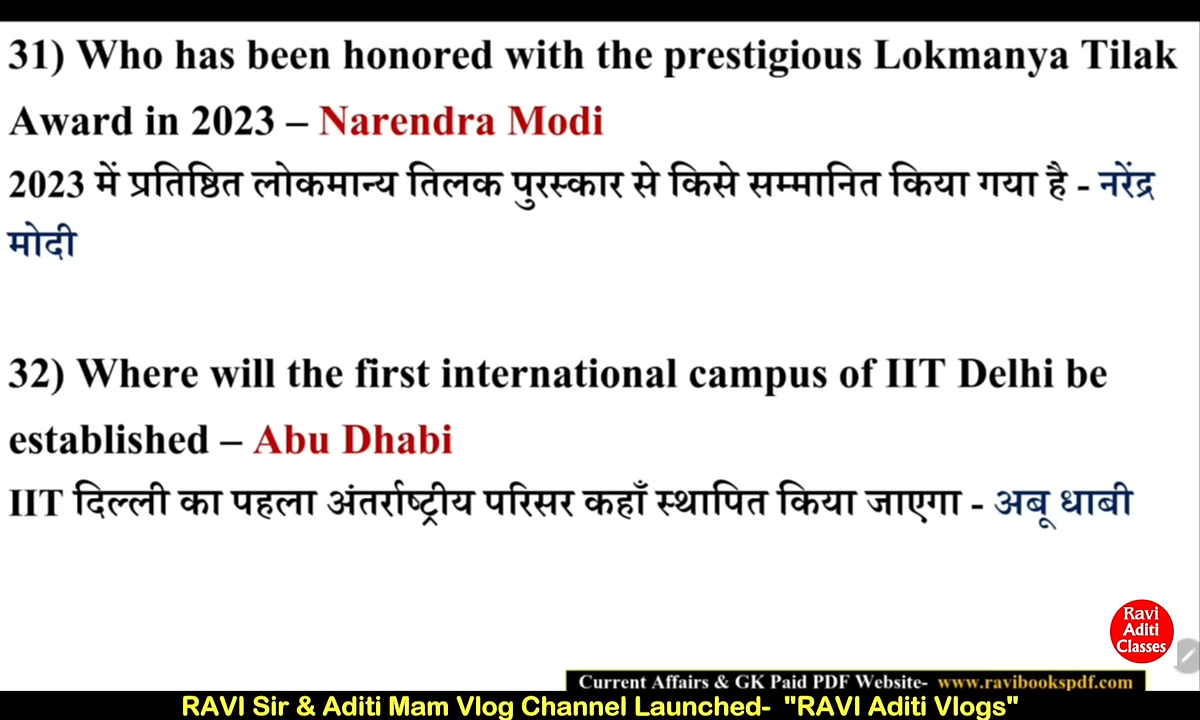 31) Who has been honored with the prestigious Lokmanya Tilak
Award in 2023 – Narendra Modi
2023 में प्रतिष्ठित लोकमान्य तिलक पुरस्कार से किसे सम्मानित किया गया है - नरेंद्र
मोदी
32) Where will the first international campus of IIT Delhi be
established – Abu Dhabi
IIT दिल्ली का पहला अंतर्राष्ट्रीय परिसर कहाँ स्थापित किया जाएगा - अबू धाबी
Ravi
Aditi
Classes
Current Affairs & GK Paid PDF Website- www.ravibookspdf.com
RAVI Sir & Aditi Mam Vlog Channel Launched- "RAVI Aditi Vlogs"